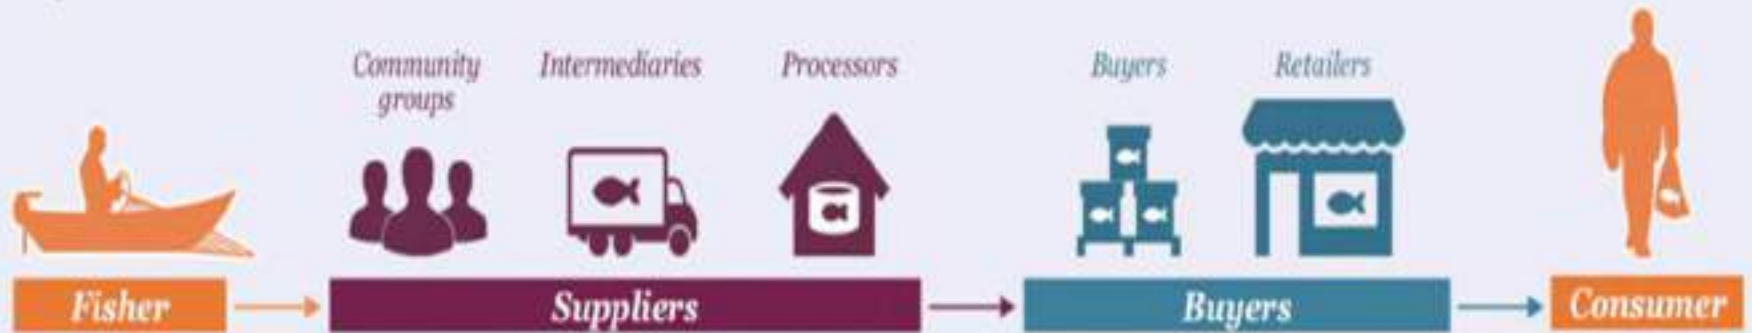 Community
groups
Intermediaries
Processors
Buyers
Retailers
Fisher
Suppliers
Buyers
Consumer